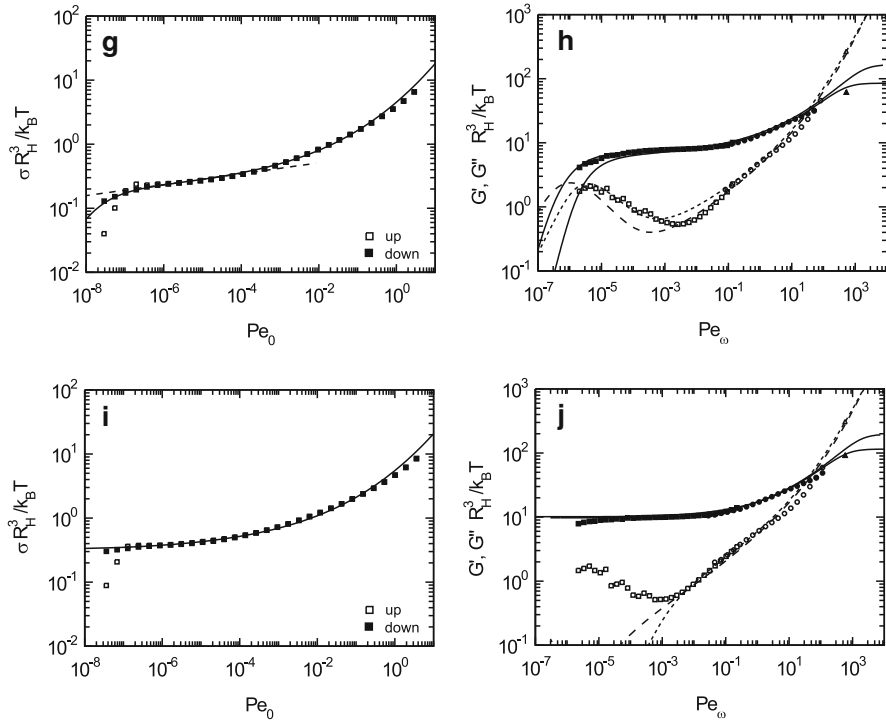 g
10^2
10^1
10^0
10^-1
10^-2
σR_H^3/k_BT
10^-8 10^-6 10^-4 10^-2 10^0
Pe_0
up
down
h
10^3
10^2
10^1
10^0
10^-1
G', G'' R_H^3/k_BT
10^-7 10^-5 10^-3 10^-1 10^1 10^3
Pe_ω
i
10^2
10^1
10^0
10^-1
10^-2
σR_H^3/k_BT
10^-8 10^-6 10^-4 10^-2 10^0
Pe_0
up
down
j
10^3
10^2
10^1
10^0
10^-1
G', G'' R_H^3/k_BT
10^-7 10^-5 10^-3 10^-1 10^1 10^3
Pe_ω